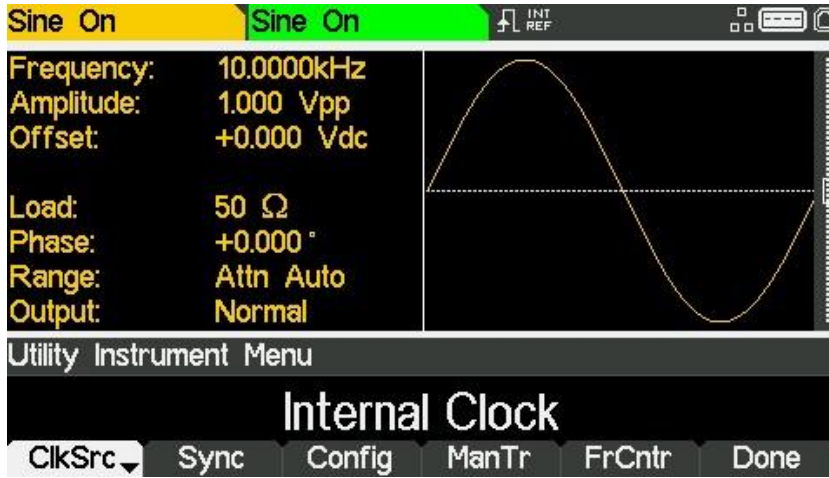 Sine On Sine On INT REF
Frequency: 10.0000kHz
Amplitude: 1.000 Vpp
Offset: +0.000 Vdc
Load: 50 Ω
Phase: +0.000 °
Range: Attn Auto
Output: Normal
Utility Instrument Menu
Internal Clock
ClkSrc Sync Config ManTr FrCntr Done